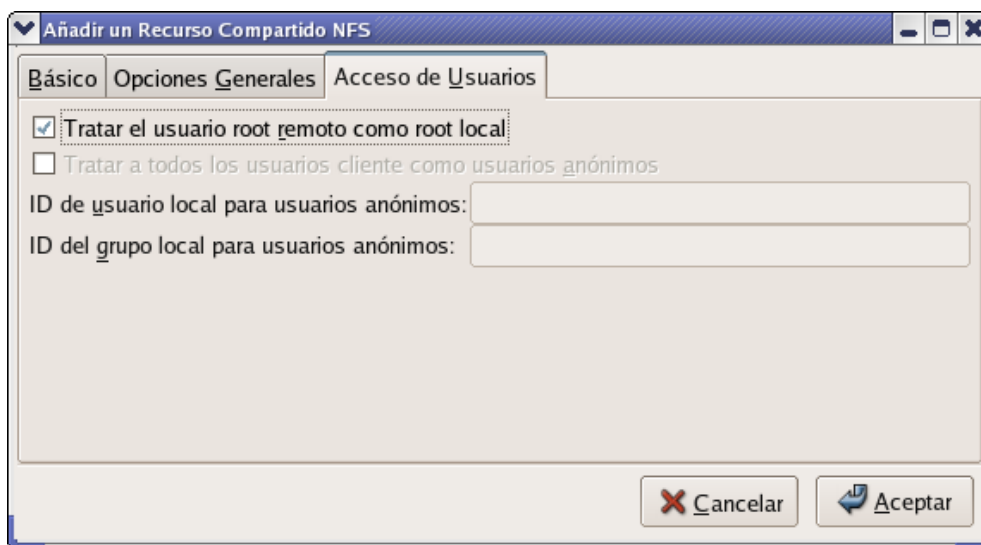 Añadir un Recurso Compartido NFS
Básico Opciones Generales Acceso de Usuarios
Tratar el usuario root remoto como root local
Tratar a todos los usuarios cliente como usuarios anónimos
ID de usuario local para usuarios anónimos:
ID del grupo local para usuarios anónimos:
Cancelar Aceptar